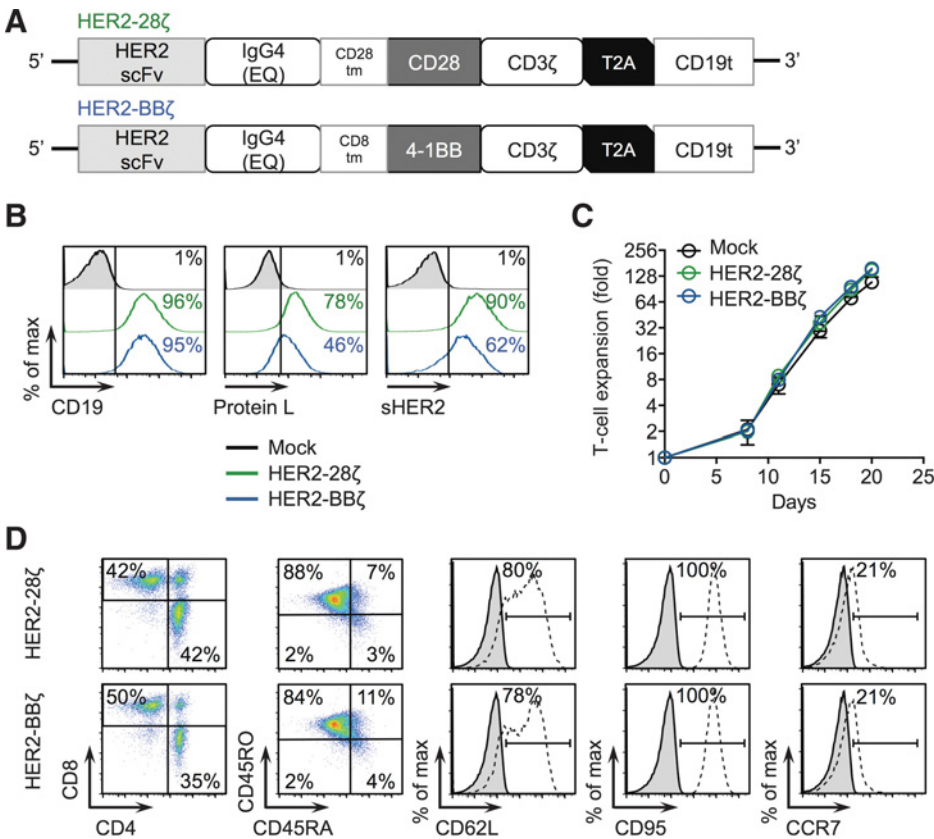 A
HER2-28ζ
5' HER2 scFv IgG4 (EQ) CD28 tm CD28 CD3ζ T2A CD19t 3'
HER2-BBζ
5' HER2 scFv IgG4 (EQ) CD8 tm 4-1BB CD3ζ T2A CD19t 3'
B
1% 1% 1%
96% 78% 90%
95% 46% 62%
% of max
CD19 Protein L sHER2
Mock
HER2-28ζ
HER2-BBζ
C
T-cell expansion (fold)
256
128
64
32
16
8
4
2
1
0 5 10 15 20 25
Days
Mock
HER2-28ζ
HER2-BBζ
D
HER2-28ζ
42% 88% 7% 80% 100% 21%
42% 2% 3%
HER2-BBζ
50% 84% 11% 78% 100% 21%
35% 2% 4%
CD8 CD45RO % of max % of max % of max
CD4 CD45RA CD62L CD95 CCR7